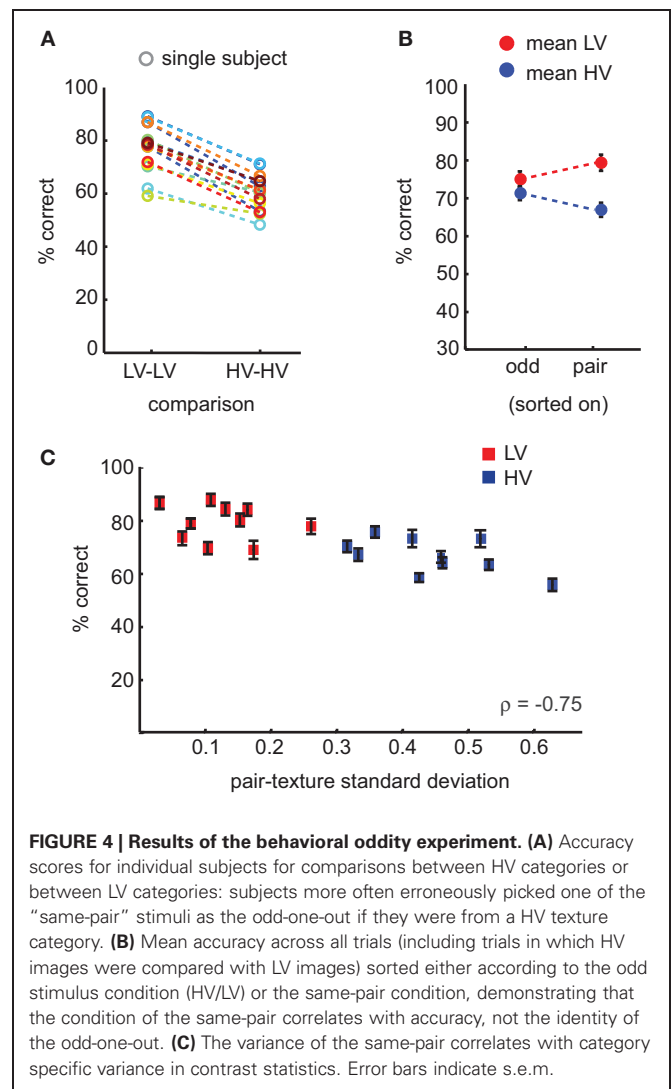 A
single subject
100
80
60
40
20
0
% correct
LV-LV HV-HV
comparison
B
mean LV
mean HV
100
90
80
70
60
50
40
30
% correct
odd pair
(sorted on)
C
LV
HV
100
80
60
40
20
% correct
ρ = -0.75
0.1 0.2 0.3 0.4 0.5 0.6
pair-texture standard deviation
FIGURE 4 | Results of the behavioral oddity experiment. (A) Accuracy
scores for individual subjects for comparisons between HV categories or
between LV categories: subjects more often erroneously picked one of the
“same-pair” stimuli as the odd-one-out if they were from a HV texture
category. (B) Mean accuracy across all trials (including trials in which HV
images were compared with LV images) sorted either according to the odd
stimulus condition (HV/LV) or the same-pair condition, demonstrating that
the condition of the same-pair correlates with accuracy, not the identity of
the odd-one-out. (C) The variance of the same-pair correlates with category
specific variance in contrast statistics. Error bars indicate s.e.m.